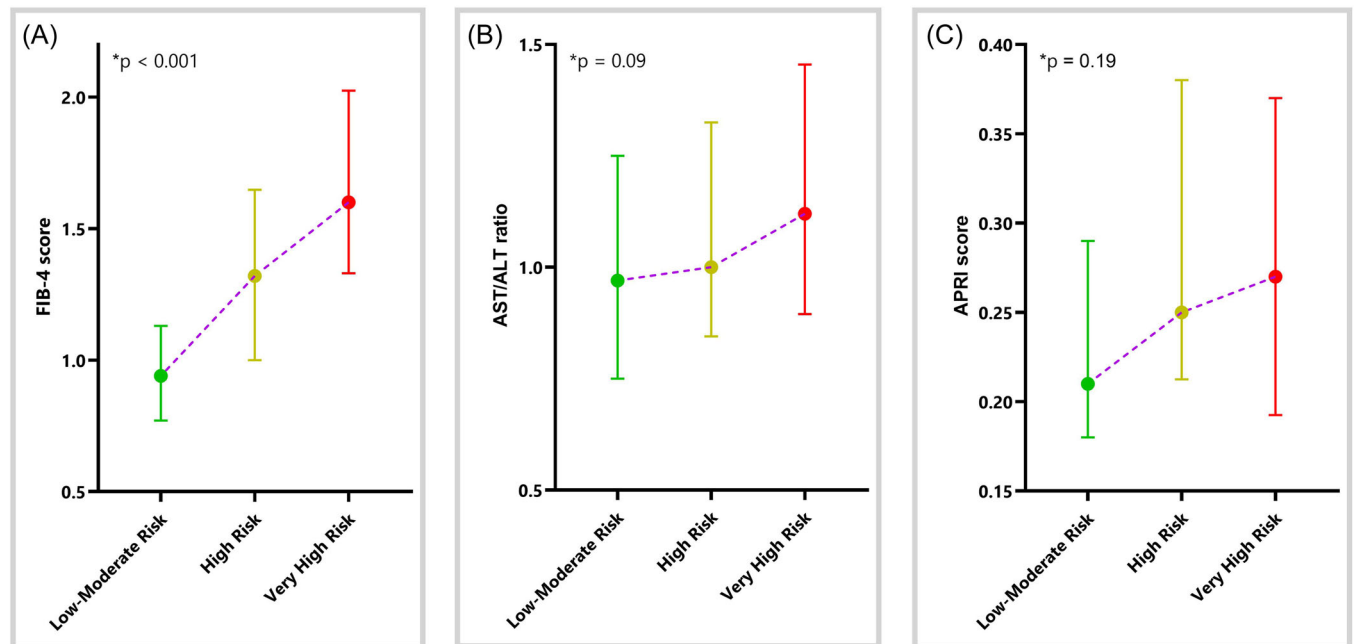 (A)
*p < 0.001
FIB-4 score
2.0
1.5
1.0
0.5
Low-Moderate Risk
High Risk
Very High Risk
(B)
*p = 0.09
AST/ALT ratio
1.5
1.0
0.5
Low-Moderate Risk
High Risk
Very High Risk
(C)
*p = 0.19
APRI score
0.40
0.35
0.30
0.25
0.20
0.15
Low-Moderate Risk
High Risk
Very High Risk